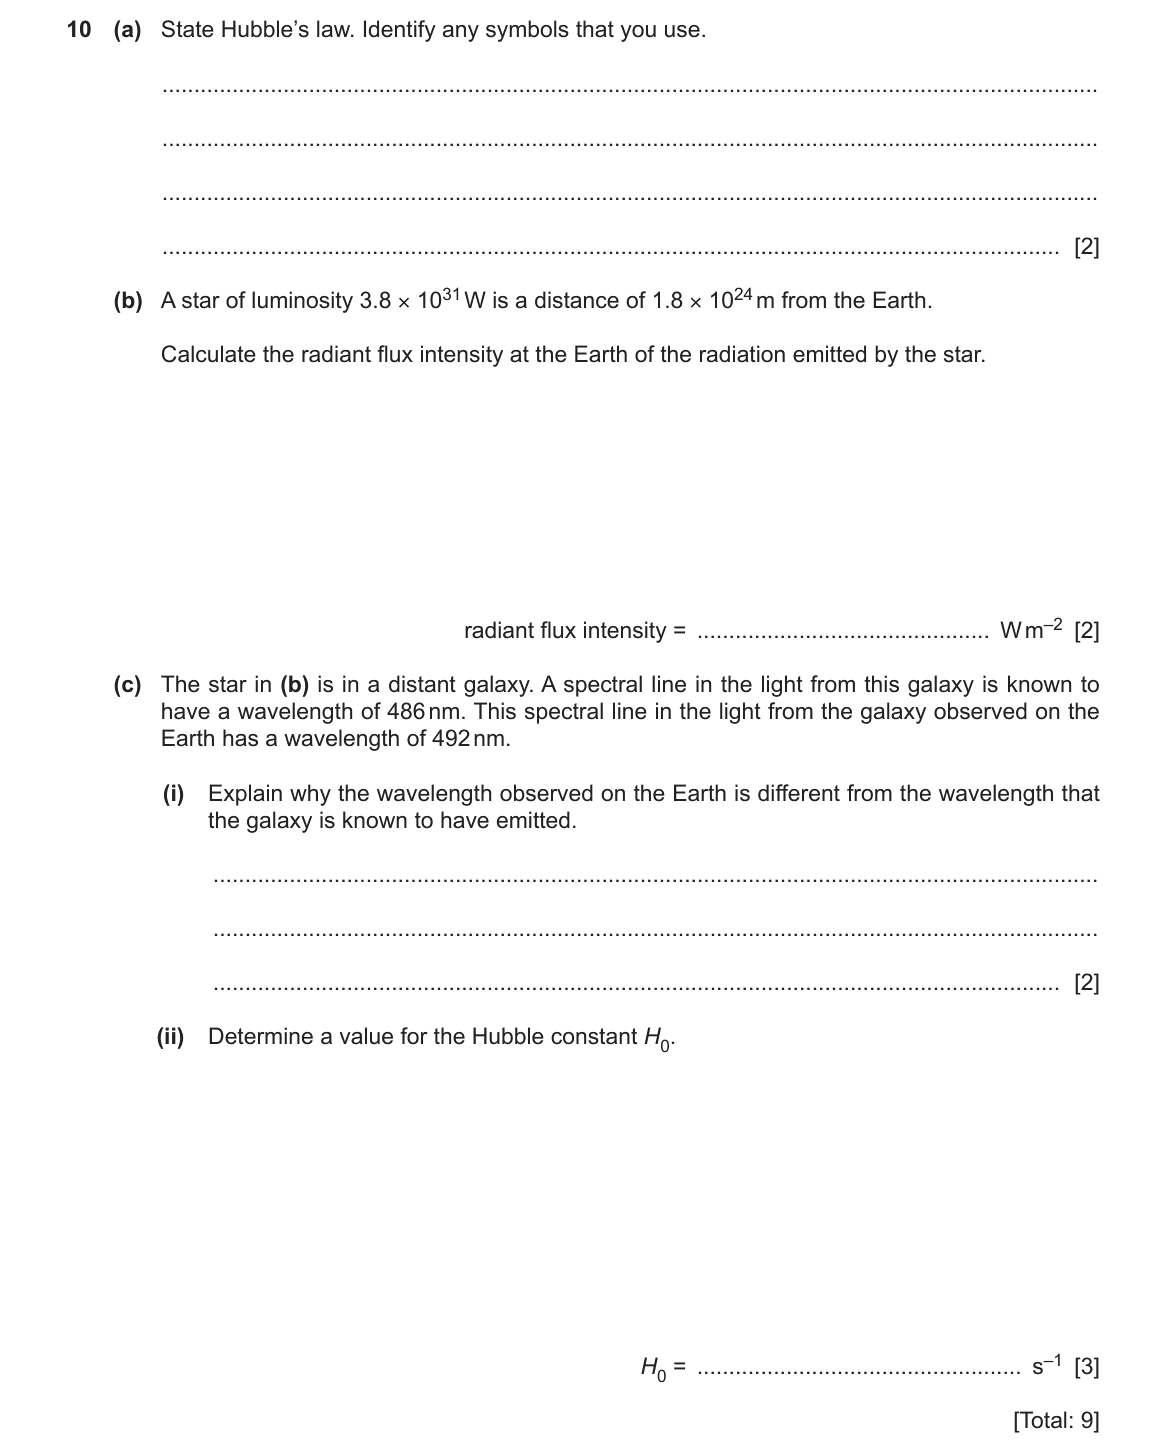 10 (a) State Hubble's law. Identify any symbols that you use.
..........................................................................................................................................
..........................................................................................................................................
..........................................................................................................................................
.................................................................................................................................... [2]
(b) A star of luminosity 3.8 × 10³¹ W is a distance of 1.8 × 10²⁴ m from the Earth.
Calculate the radiant flux intensity at the Earth of the radiation emitted by the star.
radiant flux intensity = .............................................. W m⁻² [2]
(c) The star in (b) is in a distant galaxy. A spectral line in the light from this galaxy is known to
have a wavelength of 486 nm. This spectral line in the light from the galaxy observed on the
Earth has a wavelength of 492 nm.
(i) Explain why the wavelength observed on the Earth is different from the wavelength that
the galaxy is known to have emitted.
..................................................................................................................................
..................................................................................................................................
............................................................................................................................ [2]
(ii) Determine a value for the Hubble constant H₀.
H₀ = ................................................... s⁻¹ [3]
[Total: 9]